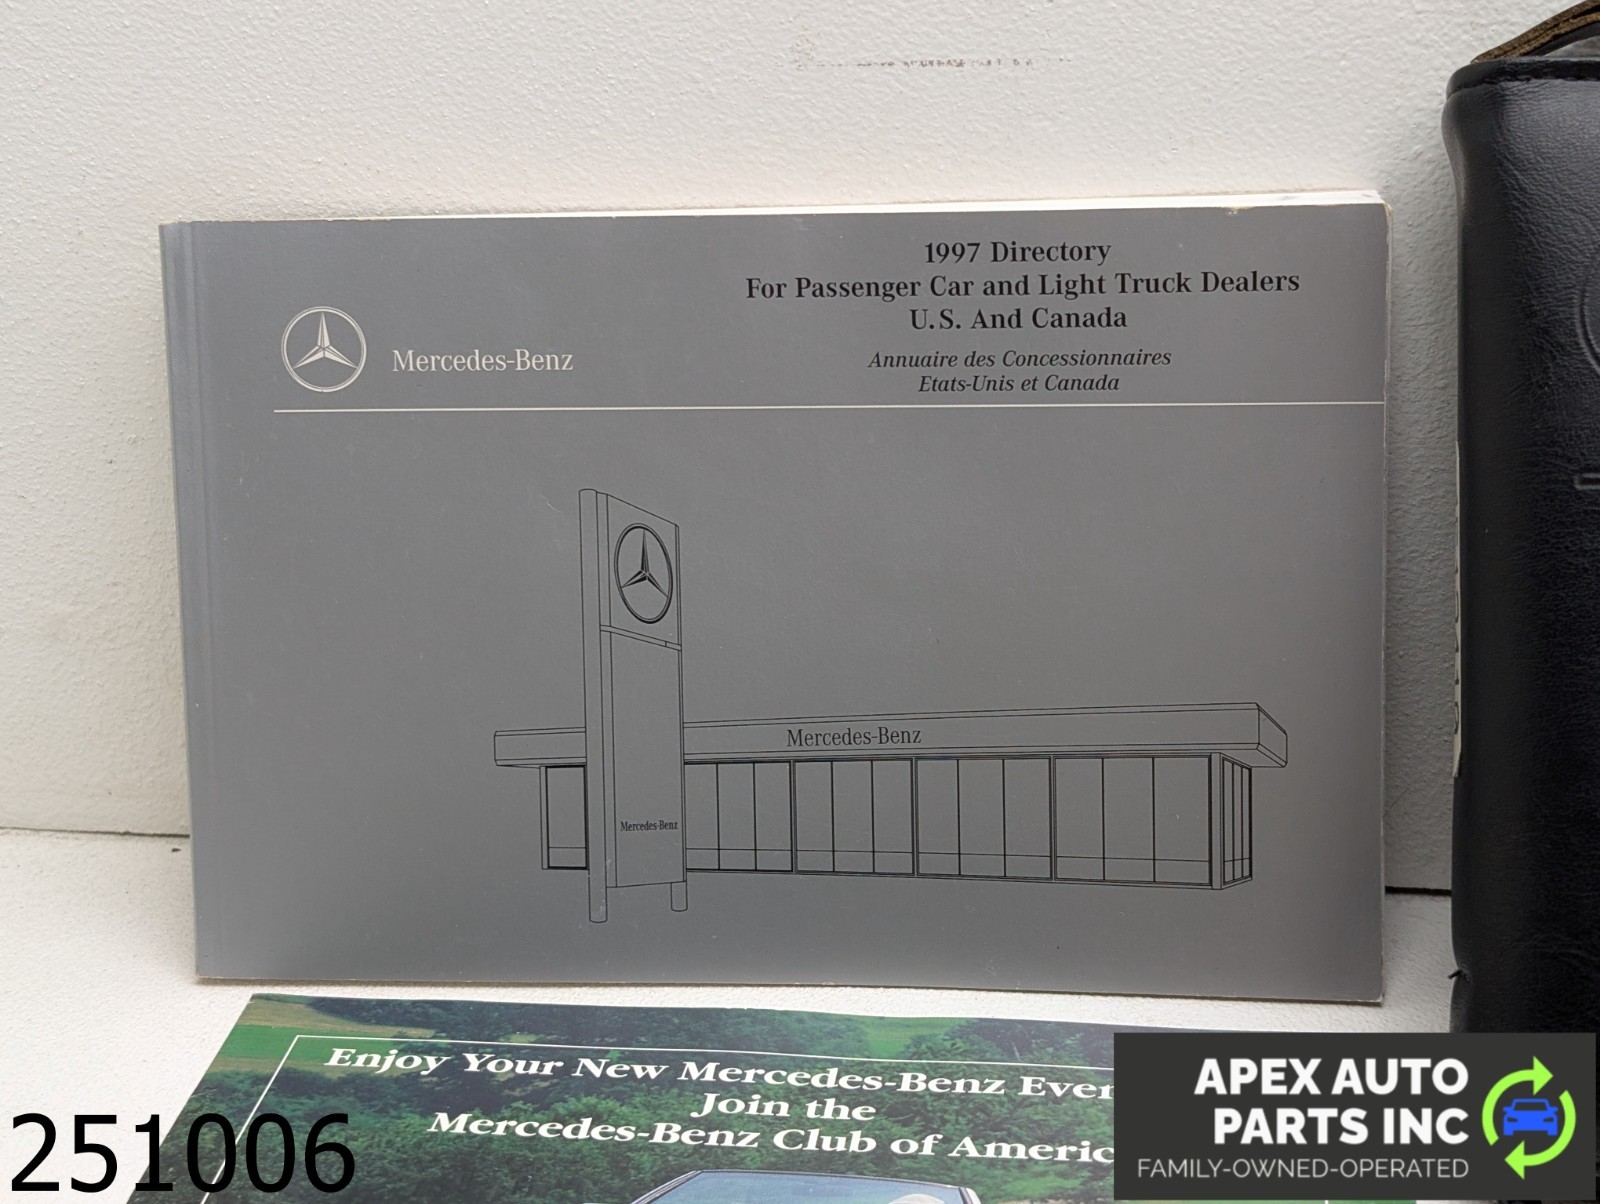 1997 Directory
For Passenger Car and Light Truck Dealers
U.S. And Canada
Annuaire des Concessionnaires
Etats-Unis et Canada
Mercedes-Benz
Mercedes-Benz
Mercedes-Benz
Enjoy Your New Mercedes-Benz
Join the
Mercedes-Benz Club of
251006
APEX AUTO
PARTS INC
FAMILY-OWNED-OPERATED